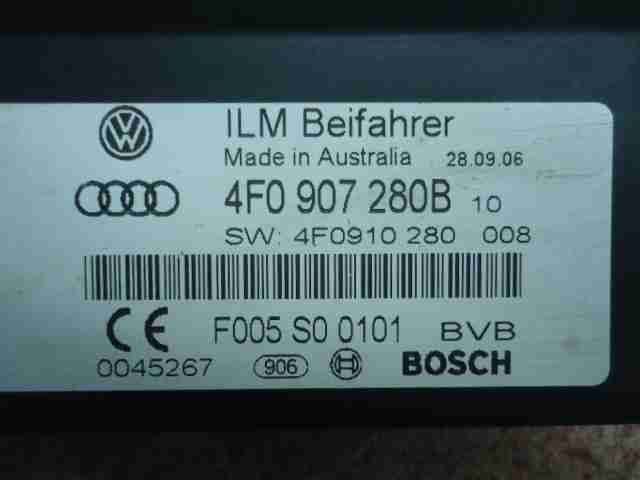 ILM Beifahrer
Made in Australia 28.09.06
4F0 907 280B 10
SW: 4F0910 280 008
CE F005 S0 0101 BVB
0045267 906 BOSCH